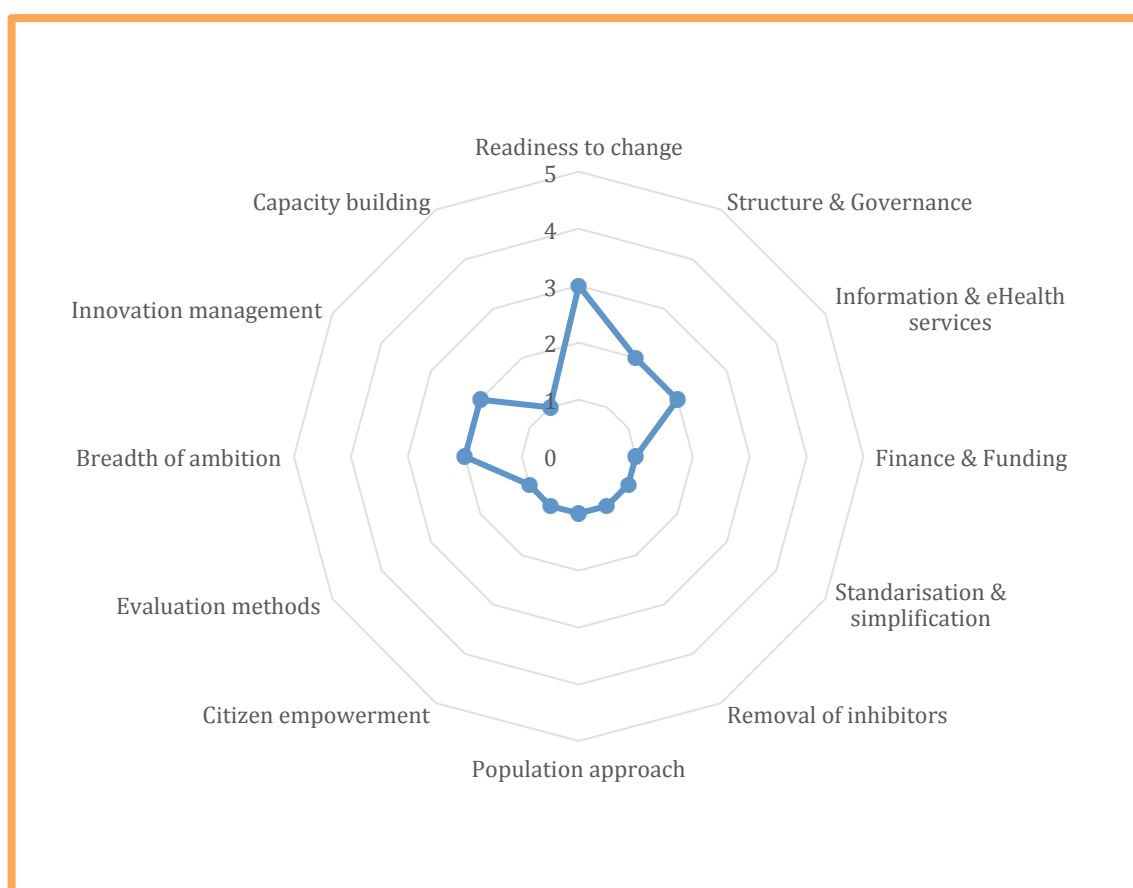 Readiness to change
5
Capacity building
Structure & Governance
4
Innovation management
Information & eHealth
services
3
2
1
Breadth of ambition
0
Finance & Funding
Evaluation methods
Standarisation &
simplification
Citizen empowerment
Removal of inhibitors
Population approach